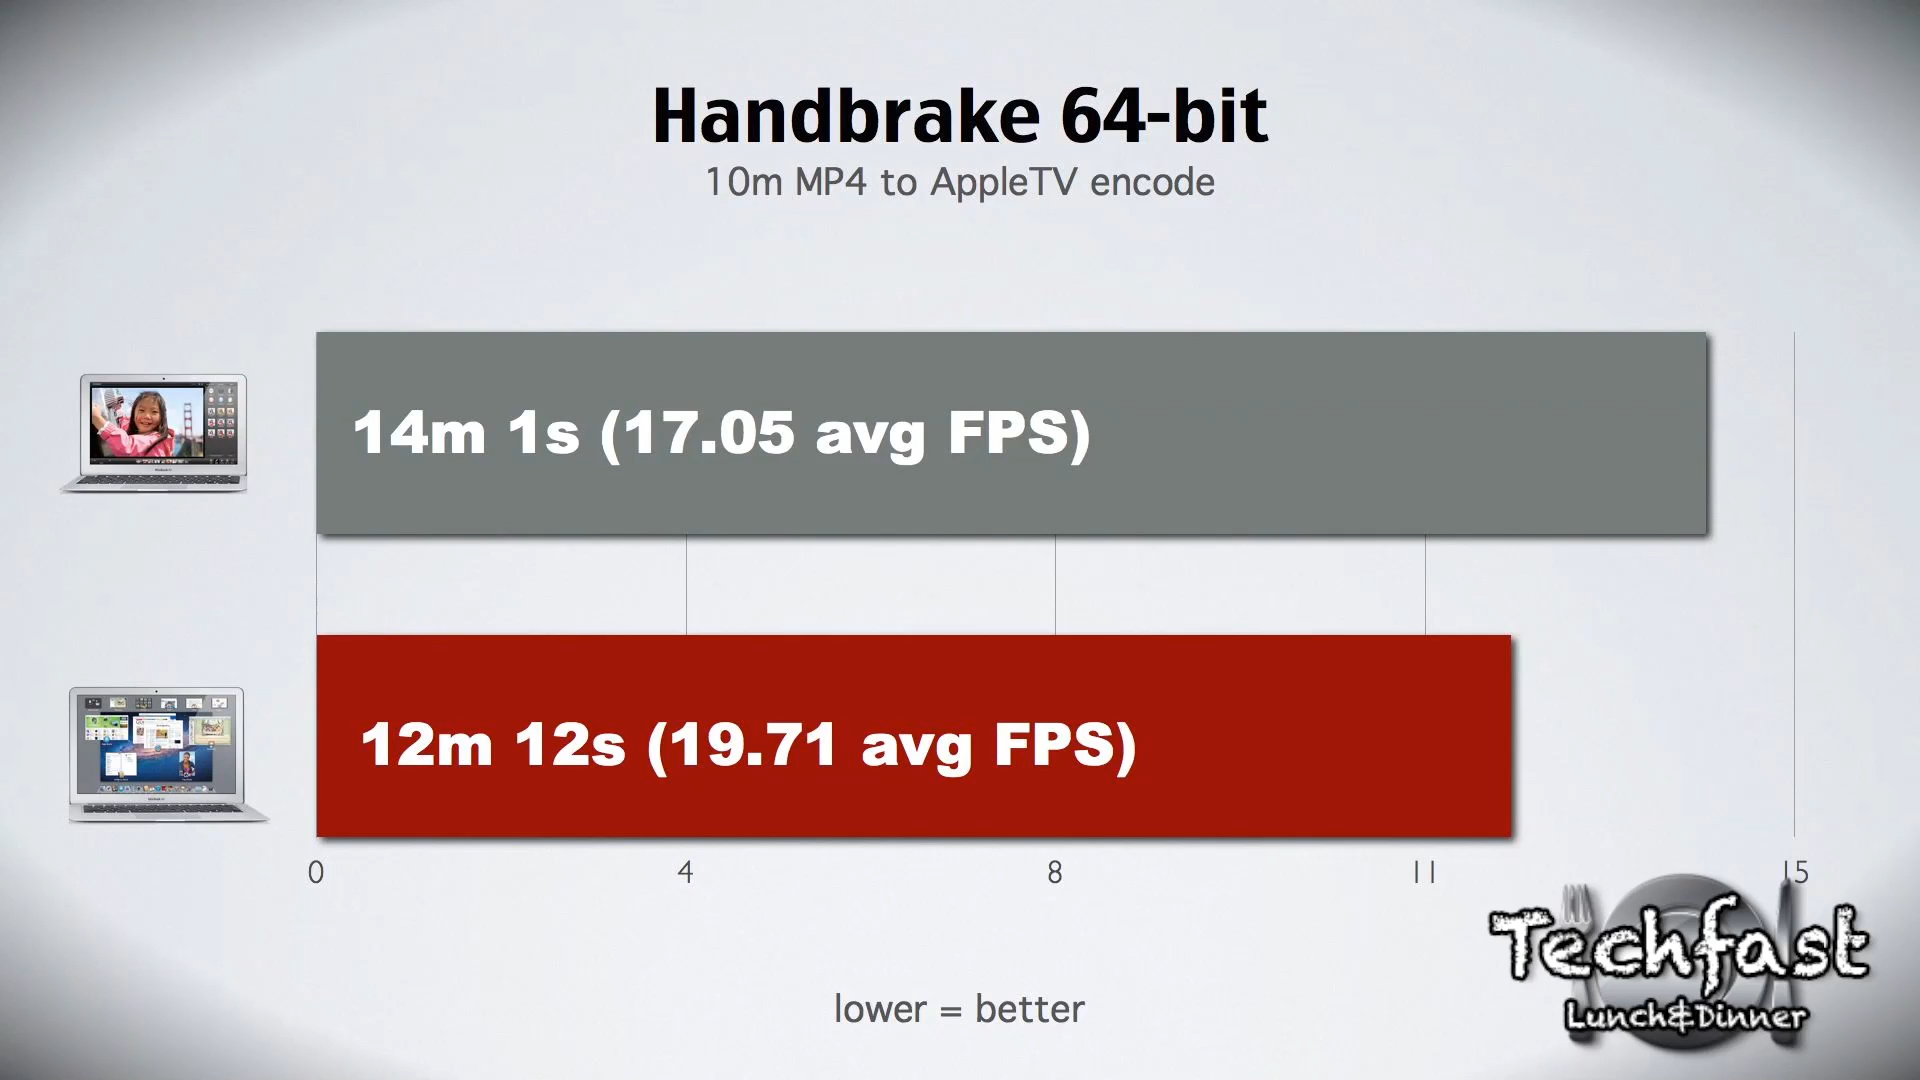 Handbrake 64-bit
10m MP4 to AppleTV encode
14m 1s (17.05 avg FPS)
12m 12s (19.71 avg FPS)
0 4 8 11 15
Techfast
Lunch&Dinner
lower = better